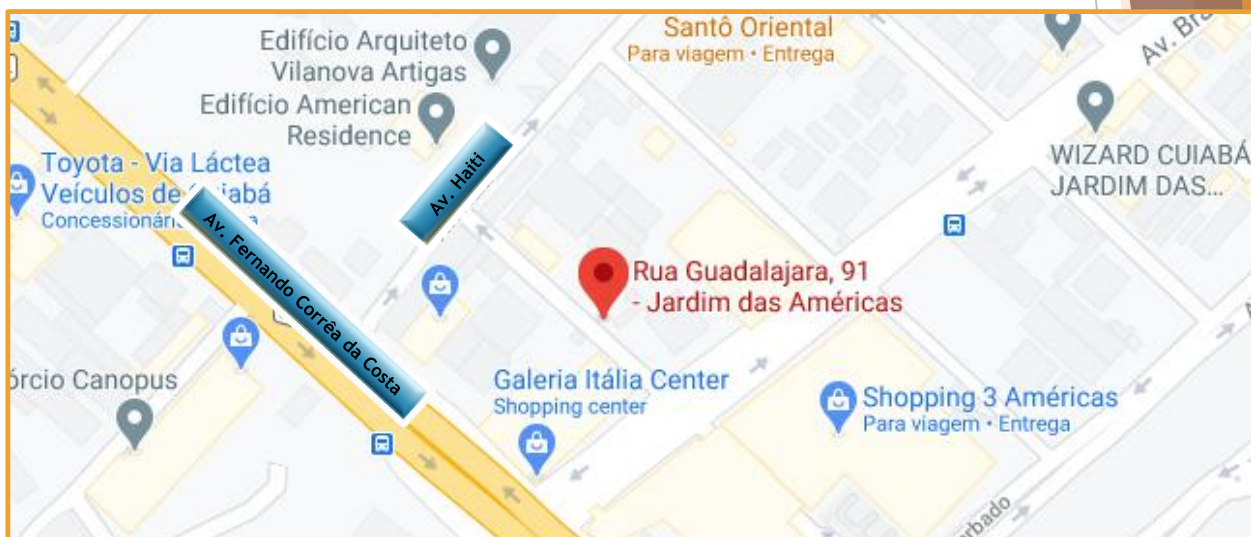 Edifício Arquiteto
Vilanova Artigas
Edifício American
Residence
Santô Oriental
Para viagem • Entrega
Av. Bra
WIZARD CUIABÁ
JARDIM DAS...
Toyota - Via Láctea
Veículos de Cuiabá
Av. Haiti
Av. Fernando Corrêa da Costa
Rua Guadalajara, 91
- Jardim das Américas
órcio Canopus
Galeria Itália Center
Shopping center
Shopping 3 Américas
Para viagem • Entrega
rbado